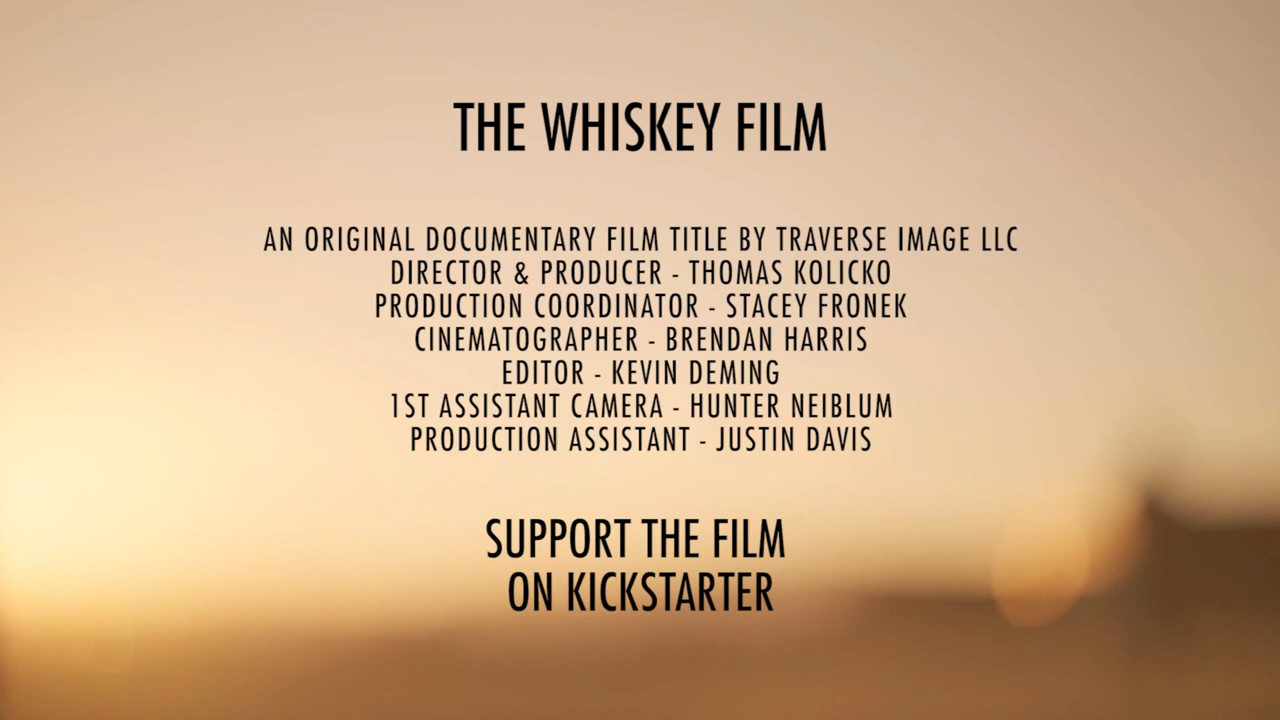 THE WHISKEY FILM
AN ORIGINAL DOCUMENTARY FILM TITLE BY TRAVERSE IMAGE LLC
DIRECTOR & PRODUCER - THOMAS KOLICKO
PRODUCTION COORDINATOR - STACEY FRONEK
CINEMATOGRAPHER - BRENDAN HARRIS
EDITOR - KEVIN DEMING
1ST ASSISTANT CAMERA - HUNTER NEIBLUM
PRODUCTION ASSISTANT - JUSTIN DAVIS
SUPPORT THE FILM
ON KICKSTARTER